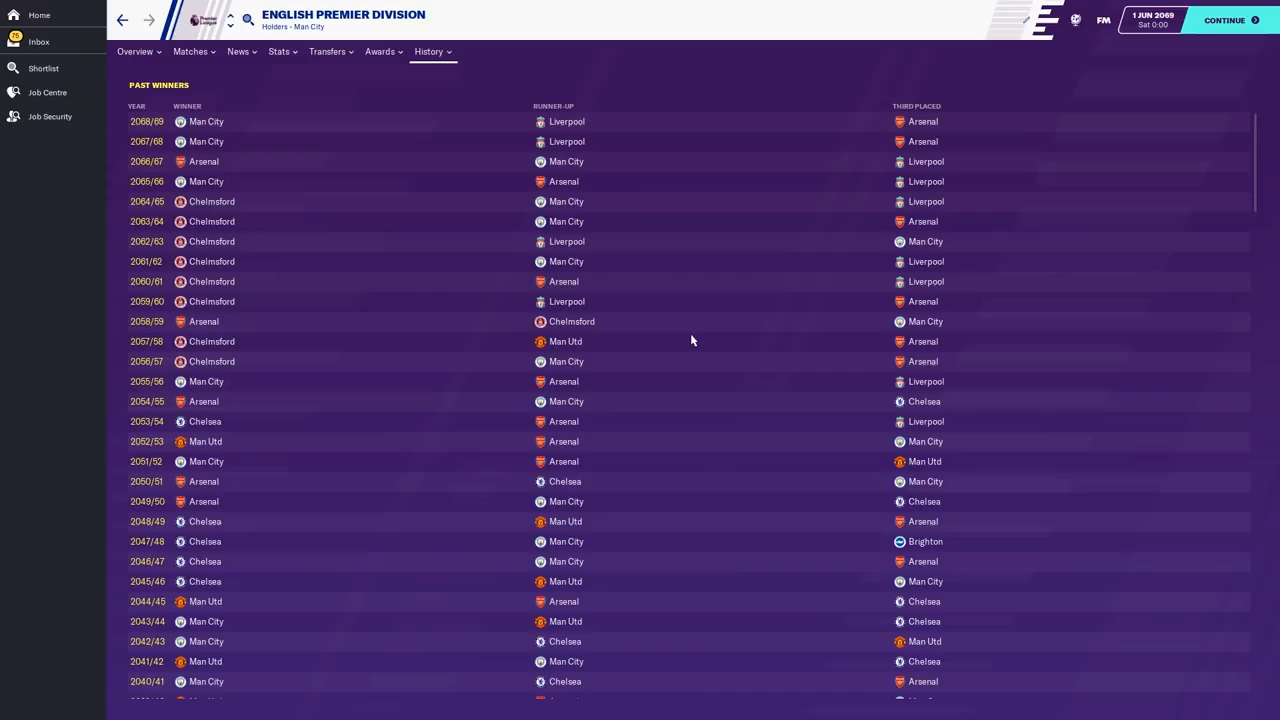 Home
75
Inbox
Shortlist
Job Centre
Job Security
Premier League
ENGLISH PREMIER DIVISION
Holders - Man City
FM
1 JUN 2069
Sat 0:00
CONTINUE
Overview Matches News Stats Transfers Awards History
PAST WINNERS
YEAR WINNER RUNNER-UP THIRD PLACED
2068/69 Man City Liverpool Arsenal
2067/68 Man City Liverpool Arsenal
2066/67 Arsenal Man City Liverpool
2065/66 Man City Arsenal Liverpool
2064/65 Chelmsford Man City Liverpool
2063/64 Chelmsford Man City Arsenal
2062/63 Chelmsford Liverpool Man City
2061/62 Chelmsford Man City Liverpool
2060/61 Chelmsford Arsenal Liverpool
2059/60 Chelmsford Liverpool Arsenal
2058/59 Arsenal Chelmsford Man City
2057/58 Chelmsford Man Utd Arsenal
2056/57 Chelmsford Man City Arsenal
2055/56 Man City Arsenal Liverpool
2054/55 Arsenal Man City Chelsea
2053/54 Chelsea Arsenal Liverpool
2052/53 Man Utd Arsenal Man City
2051/52 Man City Arsenal Man Utd
2050/51 Arsenal Chelsea Man City
2049/50 Arsenal Man City Chelsea
2048/49 Chelsea Man Utd Arsenal
2047/48 Chelsea Man City Brighton
2046/47 Chelsea Man City Arsenal
2045/46 Chelsea Man Utd Man City
2044/45 Man Utd Arsenal Chelsea
2043/44 Man City Man Utd Chelsea
2042/43 Man City Chelsea Man Utd
2041/42 Man Utd Man City Chelsea
2040/41 Man City Chelsea Arsenal